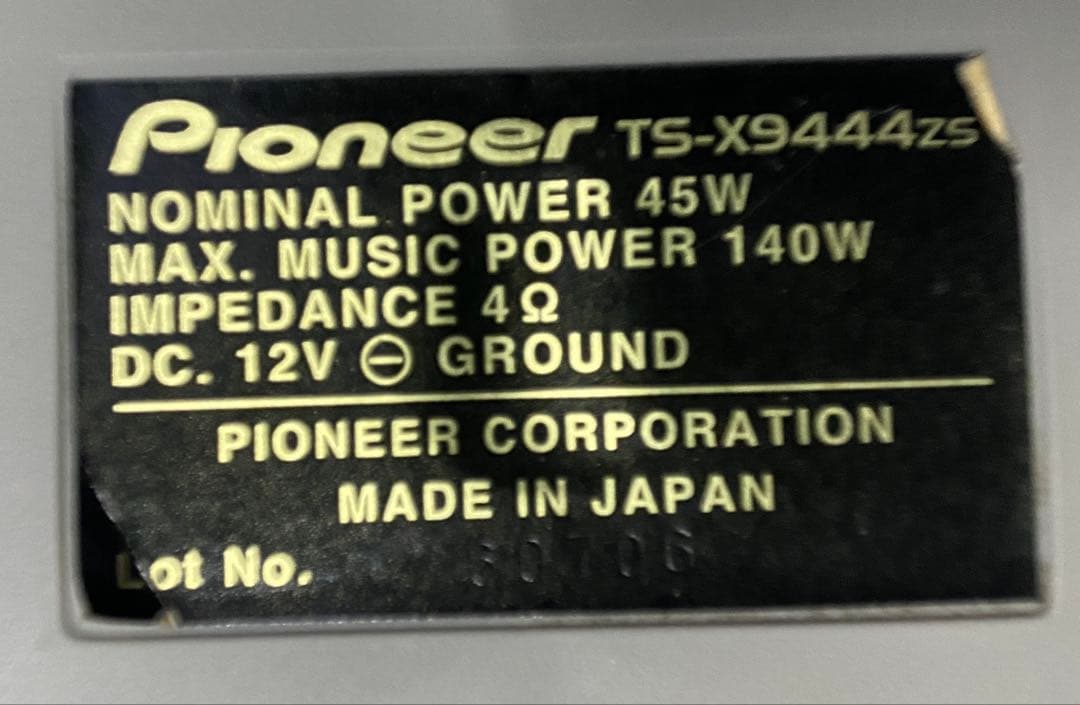 Pioneer TS-X9444ZS
NOMINAL POWER 45W
MAX. MUSIC POWER 140W
IMPEDANCE 4Ω
DC. 12V ⊖ GROUND
PIONEER CORPORATION
MADE IN JAPAN
Lot No.